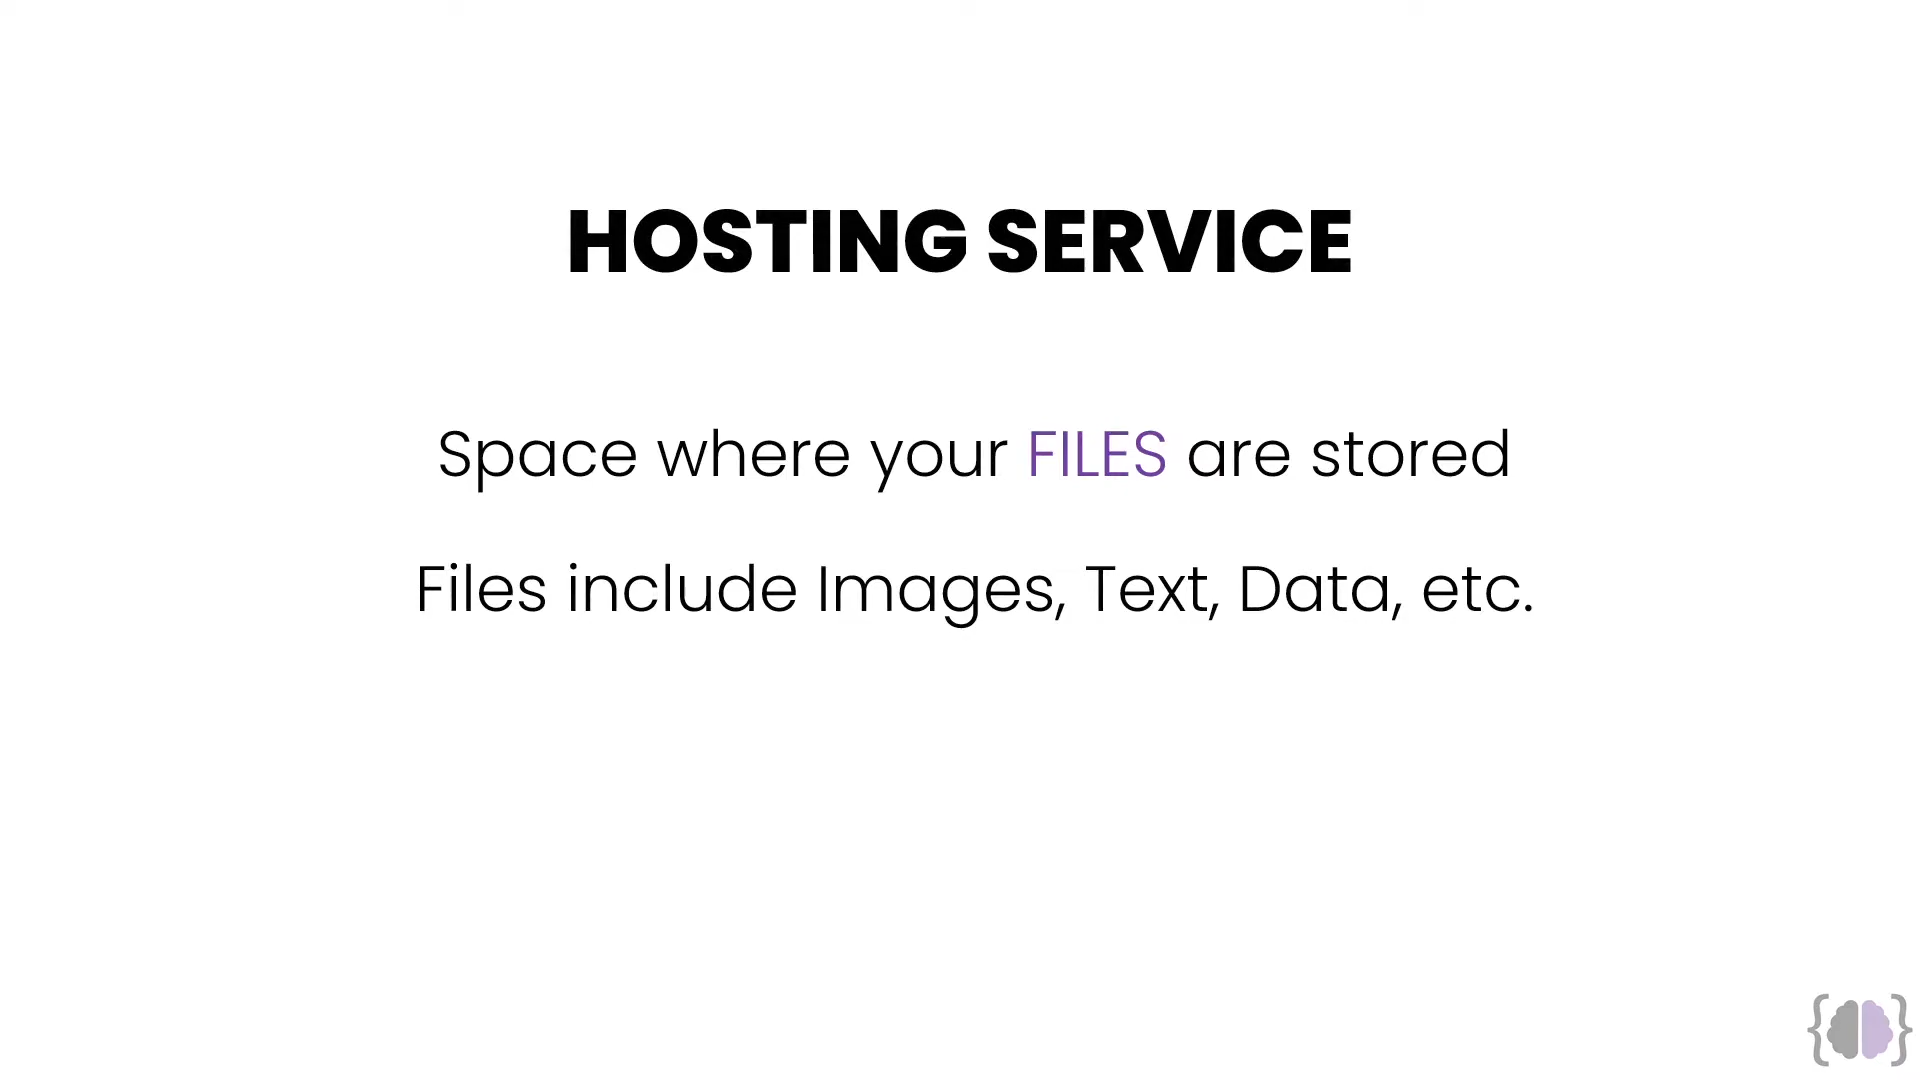 HOSTING SERVICE
Space where your FILES are stored
Files include Images, Text, Data, etc.